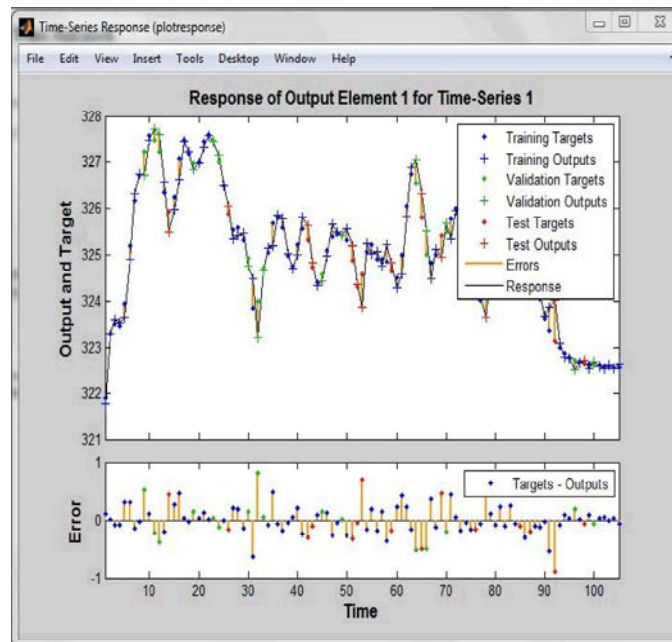 Time-Series Response (plotresponse)
File Edit View Insert Tools Desktop Window Help
Response of Output Element 1 for Time-Series 1
Output and Target
328
327
326
325
324
323
322
321
Training Targets
Training Outputs
Validation Targets
Validation Outputs
Test Targets
Test Outputs
Errors
Response
Error
1
0
-1
Targets - Outputs
10 20 30 40 50 60 70 80 90 100
Time